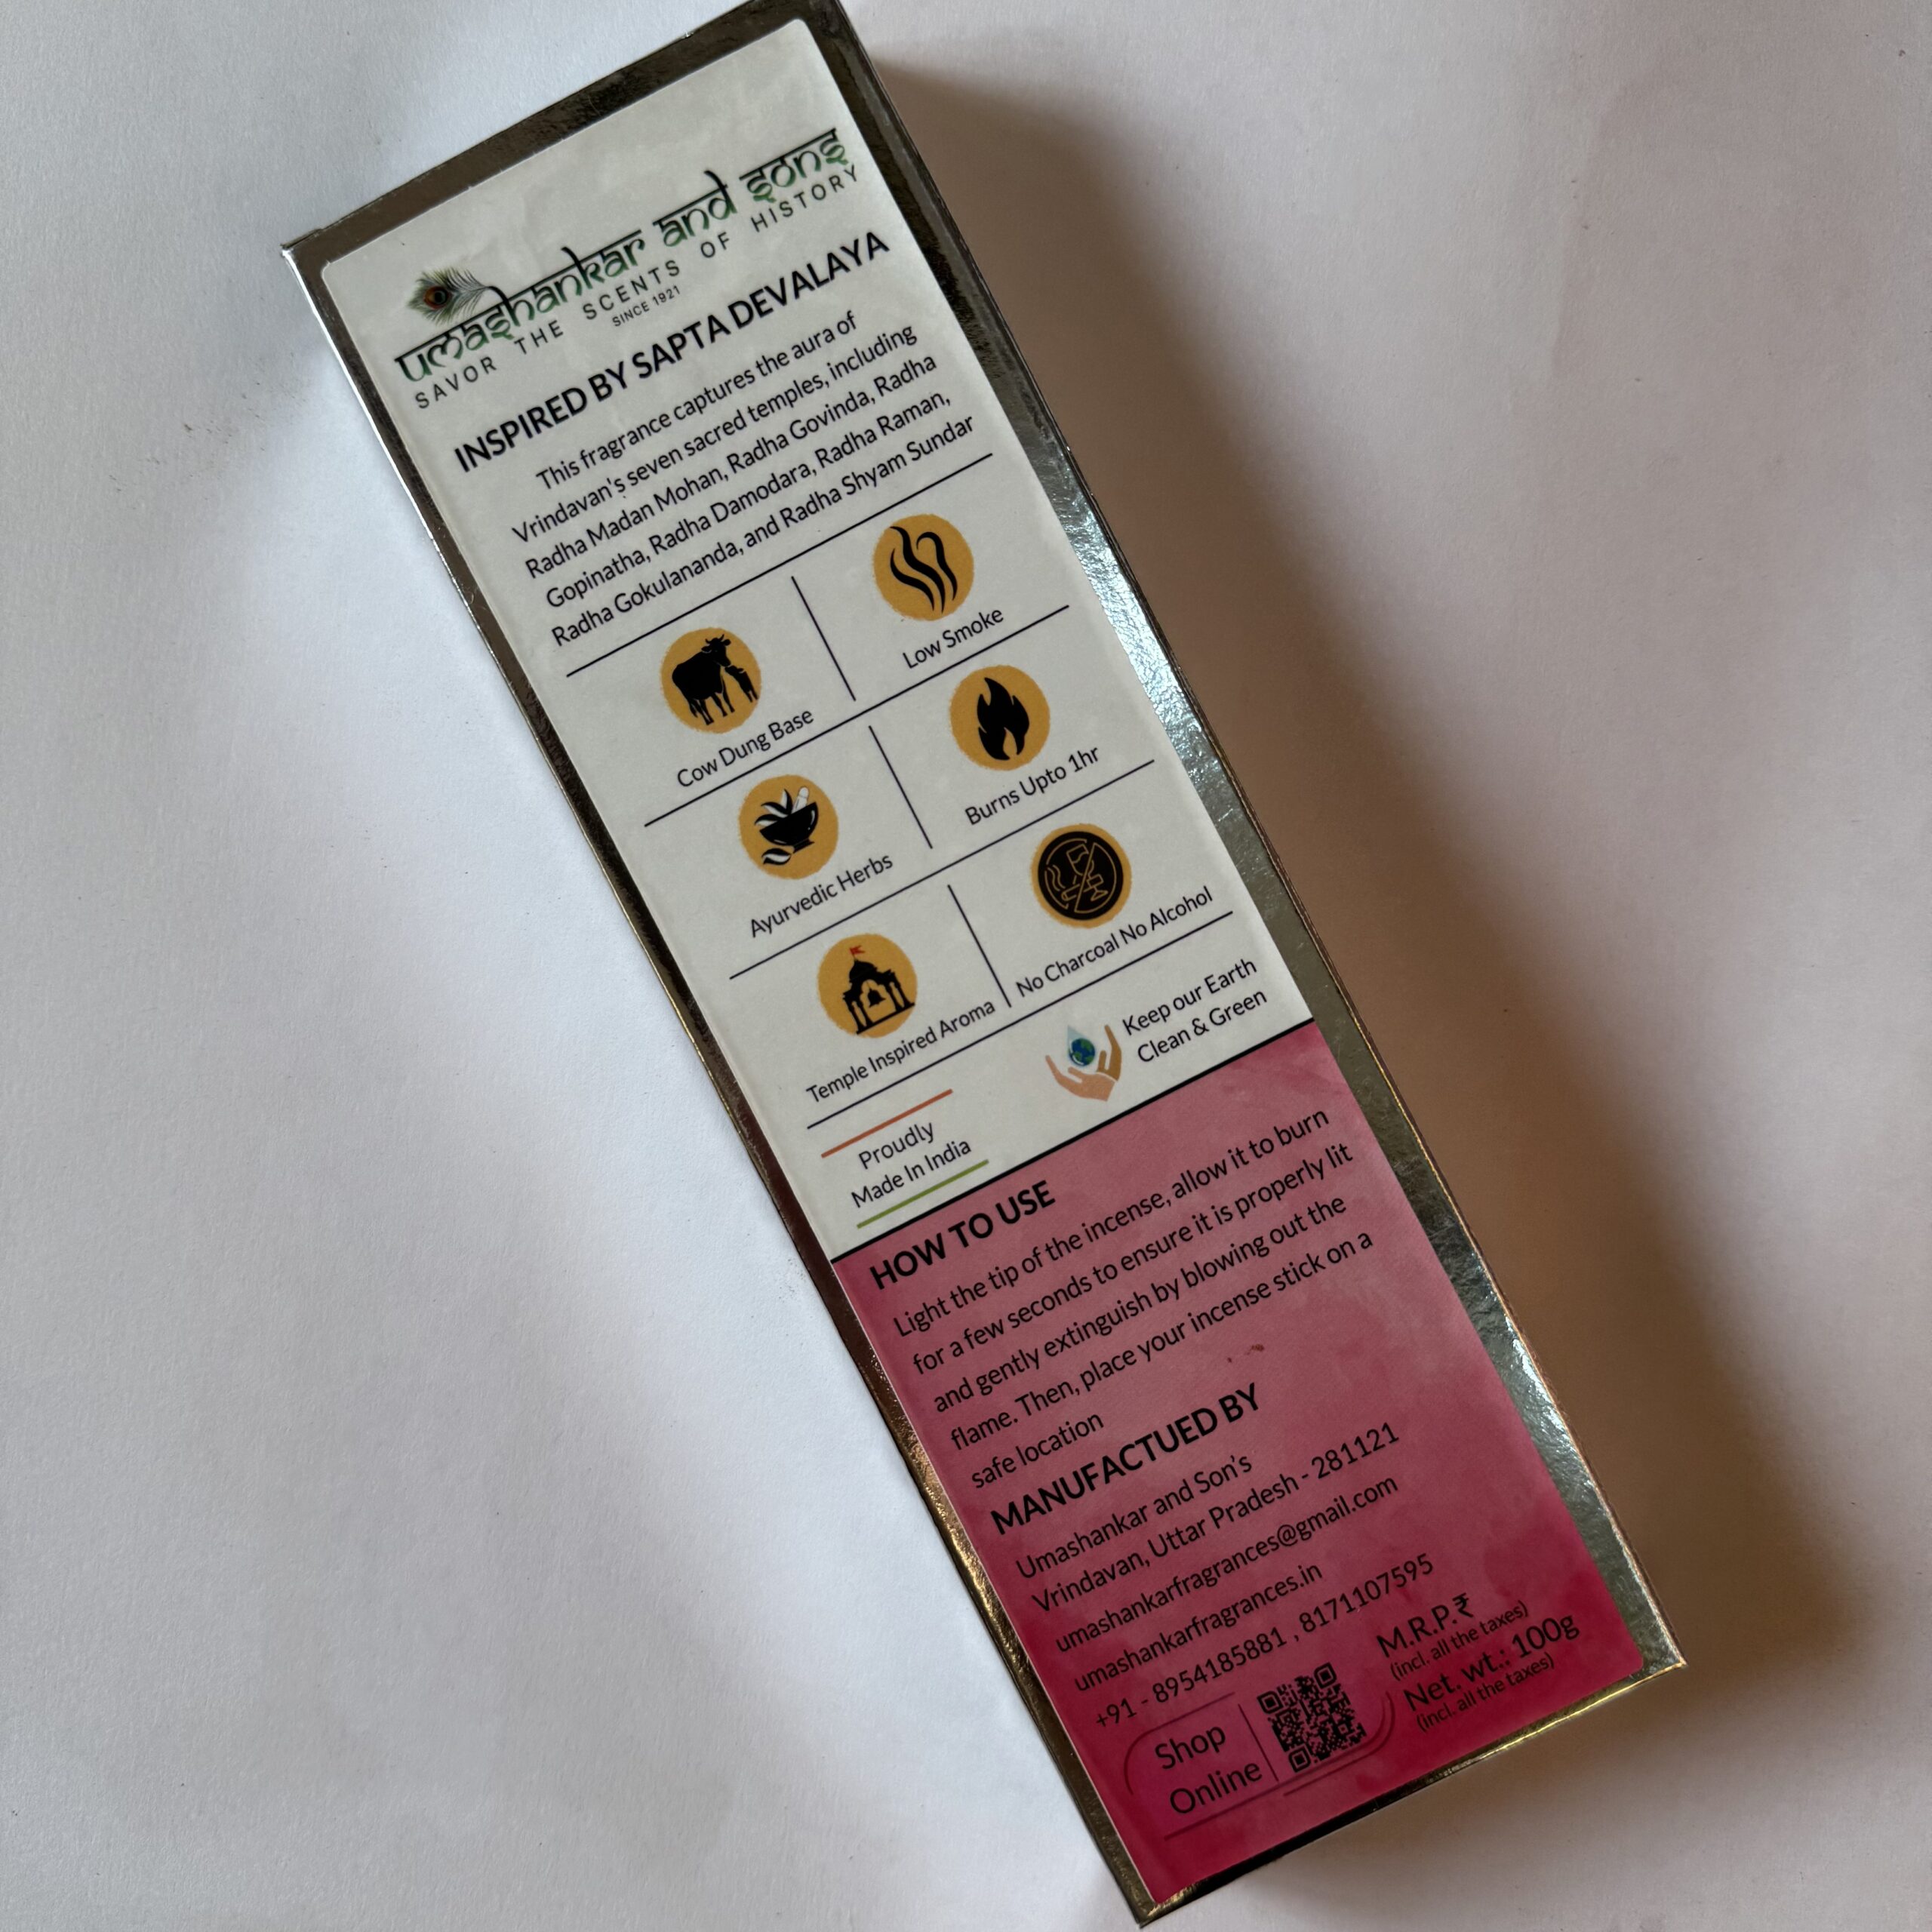 umashankar and sons
SAVOR THE SCENTS OF HISTORY
SINCE 1921
INSPIRED BY SAPTA DEVALAYA
This fragrance captures the aura of
Vrindavan's seven sacred temples, including
Radha Madan Mohan, Radha Govinda, Radha
Gopinatha, Radha Damodara, Radha Raman,
Radha Gokulananda, and Radha Shyam Sundar
Cow Dung Base
Low Smoke
Ayurvedic Herbs
Burns Upto 1hr
Temple Inspired Aroma
No Charcoal No Alcohol
Proudly
Made In India
Keep our Earth
Clean & Green
HOW TO USE
Light the tip of the incense, allow it to burn
for a few seconds to ensure it is properly lit
and gently extinguish by blowing out the
flame. Then, place your incense stick on a
safe location
MANUFACTUED BY
Umashankar and Son's
Vrindavan, Uttar Pradesh - 281121
umashankarfragrances@gmail.com
umashankarfragrances.in
+91 - 8954185881 , 8171107595
Shop
Online
M.R.P.₹
(incl. all the taxes)
Net. wt.: 100g
(incl. all the taxes)